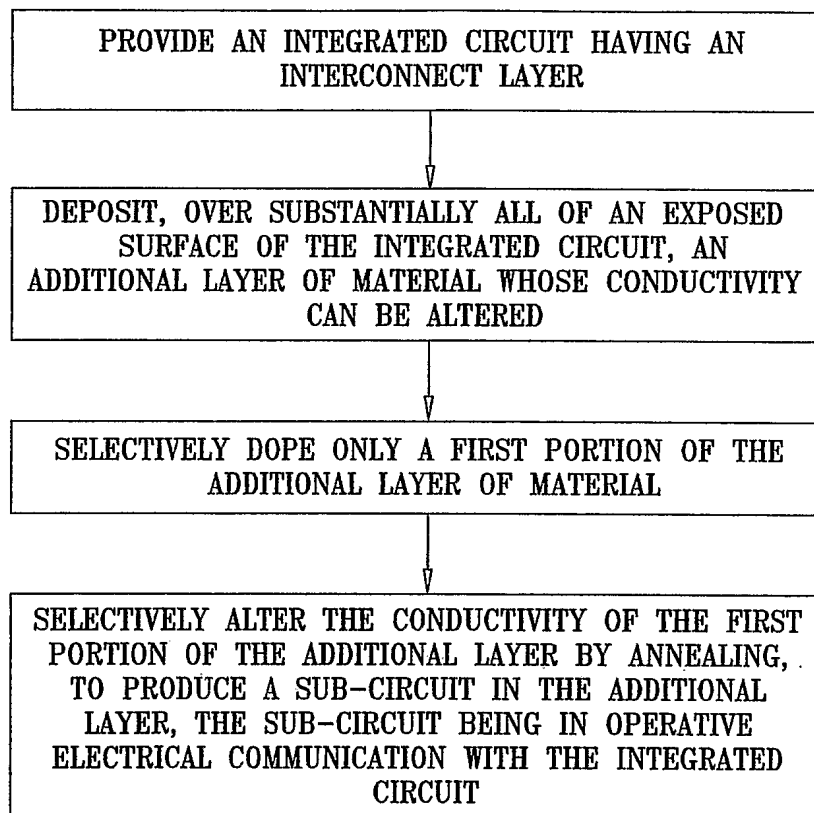 PROVIDE AN INTEGRATED CIRCUIT HAVING AN
INTERCONNECT LAYER
DEPOSIT, OVER SUBSTANTIALLY ALL OF AN EXPOSED
SURFACE OF THE INTEGRATED CIRCUIT, AN
ADDITIONAL LAYER OF MATERIAL WHOSE CONDUCTIVITY
CAN BE ALTERED
SELECTIVELY DOPE ONLY A FIRST PORTION OF THE
ADDITIONAL LAYER OF MATERIAL
SELECTIVELY ALTER THE CONDUCTIVITY OF THE FIRST
PORTION OF THE ADDITIONAL LAYER BY ANNEALING,
TO PRODUCE A SUB-CIRCUIT IN THE ADDITIONAL
LAYER, THE SUB-CIRCUIT BEING IN OPERATIVE
ELECTRICAL COMMUNICATION WITH THE INTEGRATED
CIRCUIT